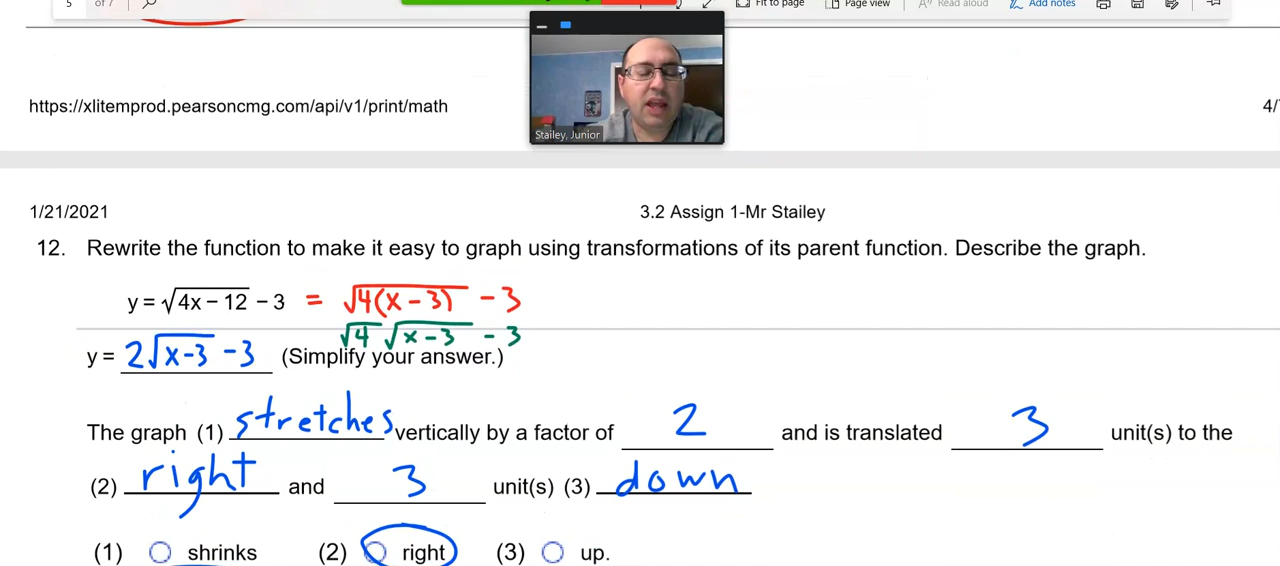 5 of 7 Fit to page Page view Read aloud Add notes
https://xlitemprod.pearsoncmg.com/api/v1/print/math 4/
Stailey, Junior
1/21/2021 3.2 Assign 1-Mr Stailey
12. Rewrite the function to make it easy to graph using transformations of its parent function. Describe the graph.
y = √(4x − 12) − 3 = √(4(x − 3)) − 3
√4 √(x − 3) − 3
y = 2√(x-3) - 3 (Simplify your answer.)
The graph (1) stretches vertically by a factor of 2 and is translated 3 unit(s) to the
(2) right and 3 unit(s) (3) down
(1) shrinks (2) right (3) up.